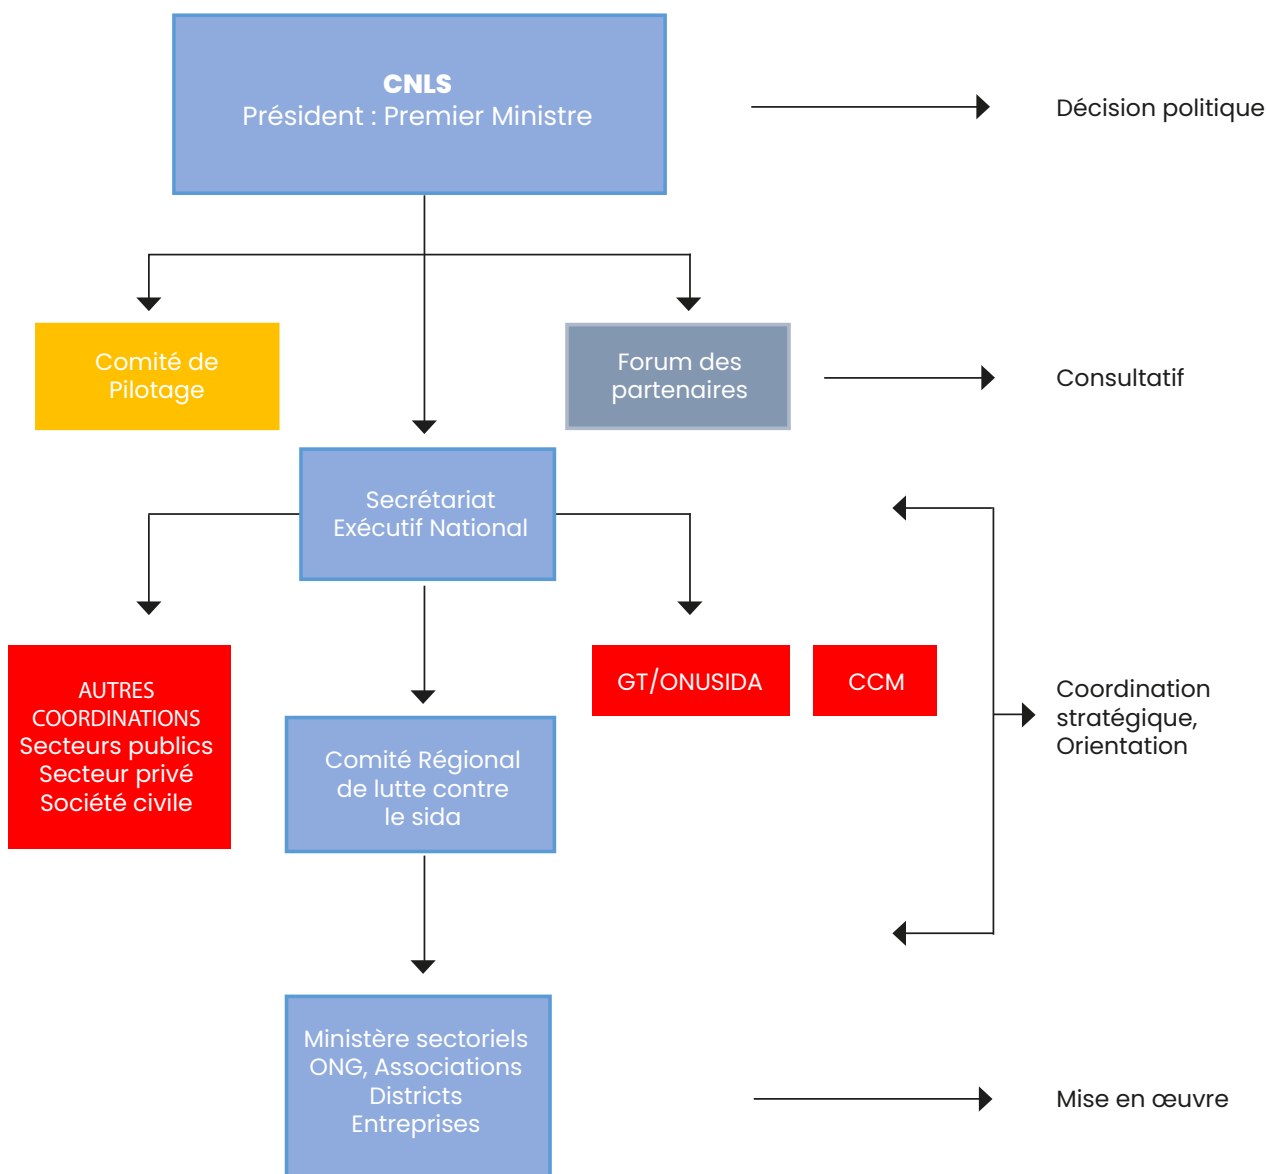 CNLS
Président : Premier Ministre
Décision politique
Comité de
Pilotage
Forum des
partenaires
Consultatif
Secrétariat
Exécutif National
AUTRES
COORDINATIONS
Secteurs publics
Secteur privé
Société civile
Comité Régional
de lutte contre
le sida
GT/ONUSIDA
CCM
Coordination
stratégique,
Orientation
Ministère sectoriels
ONG, Associations
Districts
Entreprises
Mise en œuvre